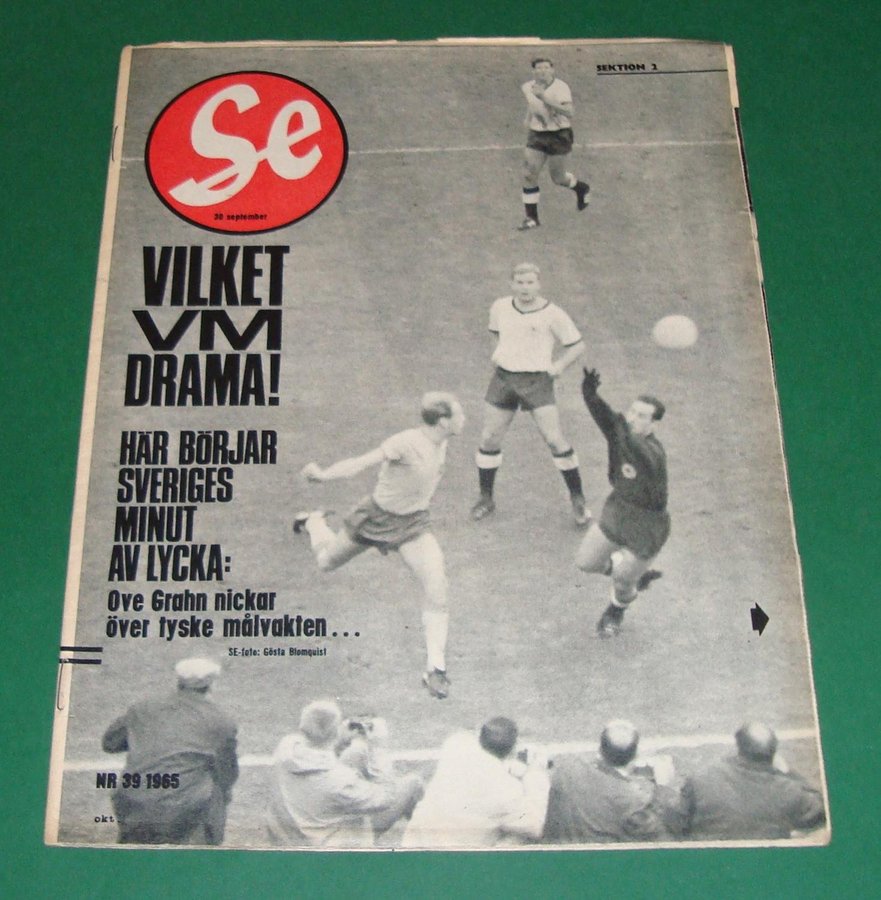 SEKTION 2
Se
30 september
VILKET
VM
DRAMA!
HÄR BÖRJAR
SVERIGES
MINUT
AV LYCKA:
Ove Grahn nickar
över tyske målvakten...
SE-foto: Gösta Blomquist
NR 39 1965
okt